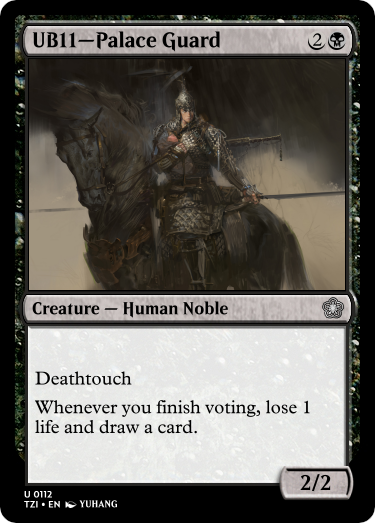 UB11—Palace Guard 2
Creature — Human Noble
Deathtouch
Whenever you finish voting, lose 1
life and draw a card.
2/2
U 0112
TZI • EN YUHANG